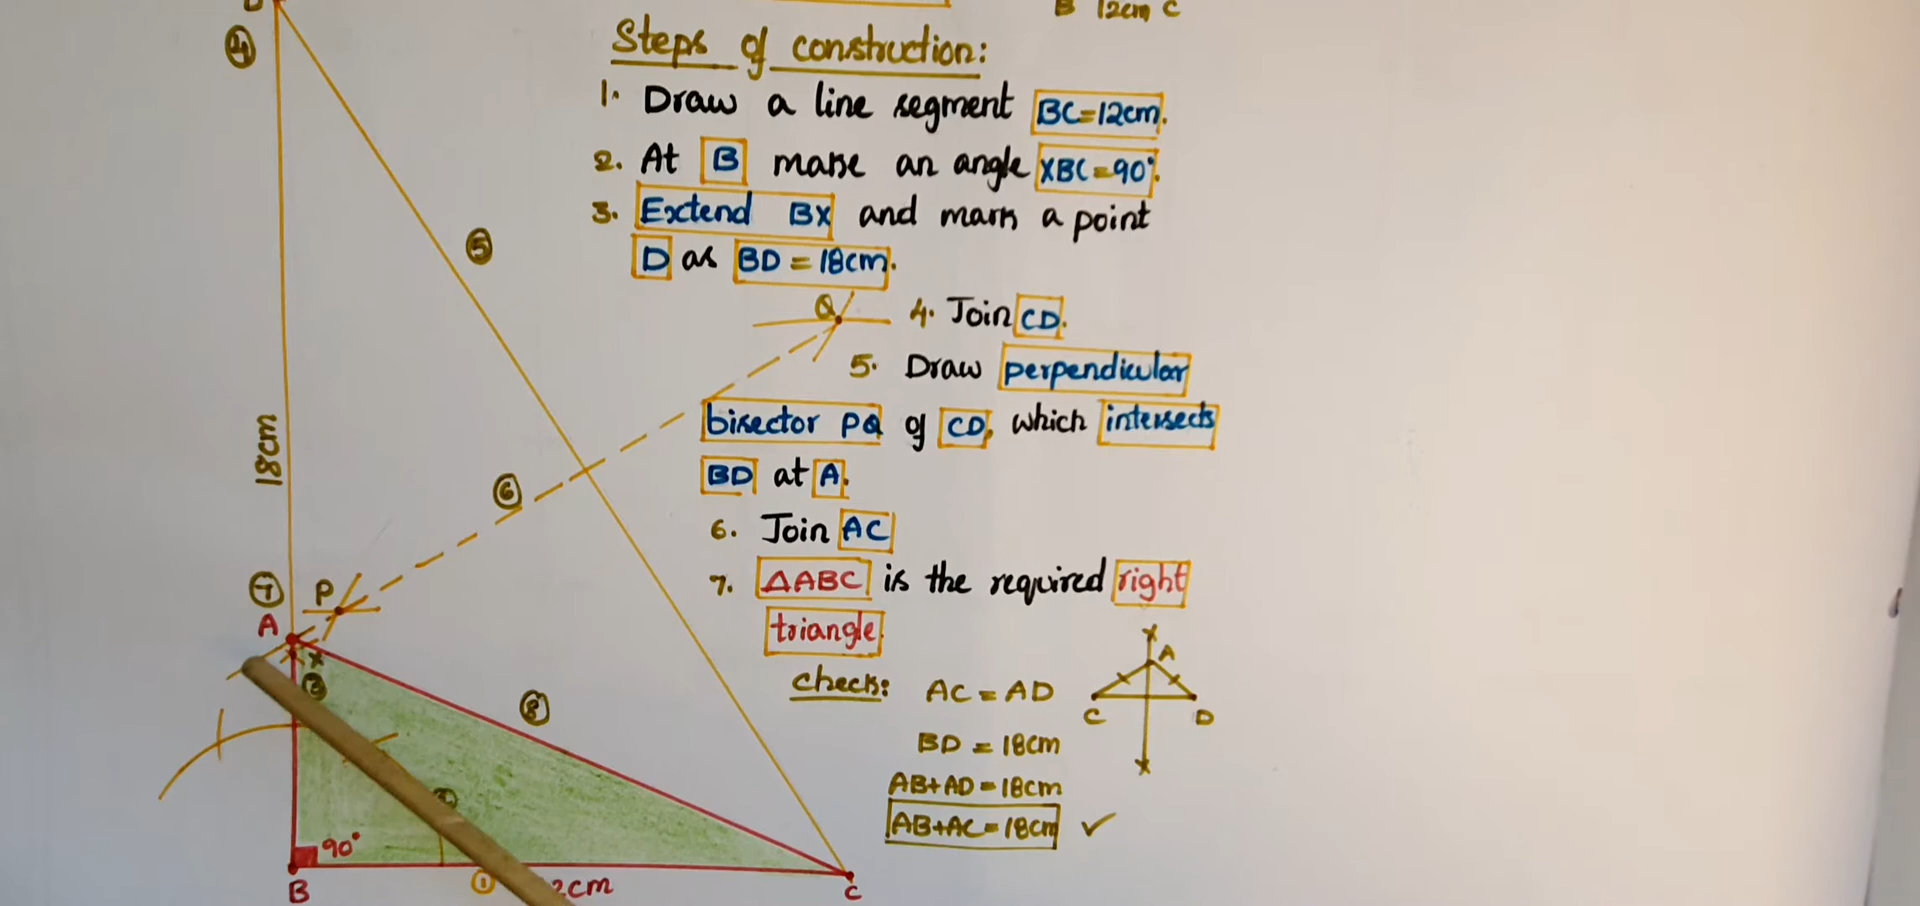 B 12cm C
Steps of construction:
1. Draw a line segment BC=12cm.
2. At B make an angle XBC=90°.
3. Extend BX and mark a point
D as BD = 18cm.
4. Join CD.
5. Draw perpendicular
bisector PQ of CD, which intersects
BD at A.
6. Join AC
7. △ABC is the required right
triangle.
check: AC = AD
BD = 18cm
AB+AD=18cm
AB+AC=18cm ✓
A
C D
4
5
Q
18cm
6
7 P
A
X
3
8
90°
B 1 2cm C